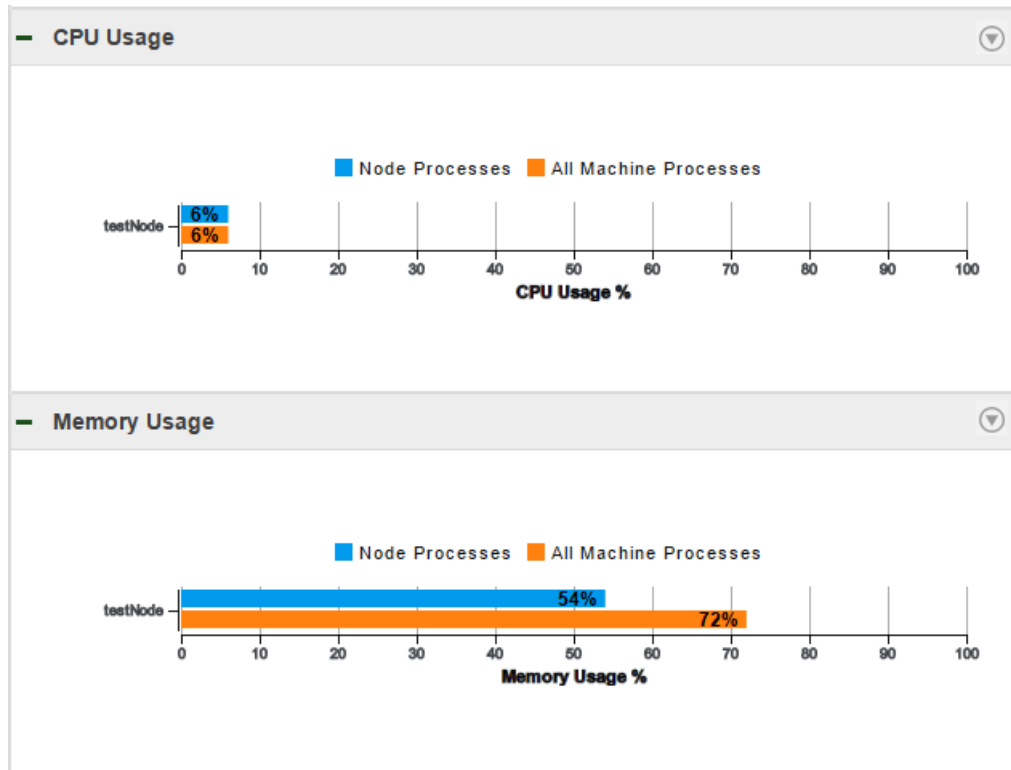 CPU Usage
Node Processes All Machine Processes
testNode
6%
6%
0 10 20 30 40 50 60 70 80 90 100
CPU Usage %
Memory Usage
Node Processes All Machine Processes
testNode
54%
72%
0 10 20 30 40 50 60 70 80 90 100
Memory Usage %